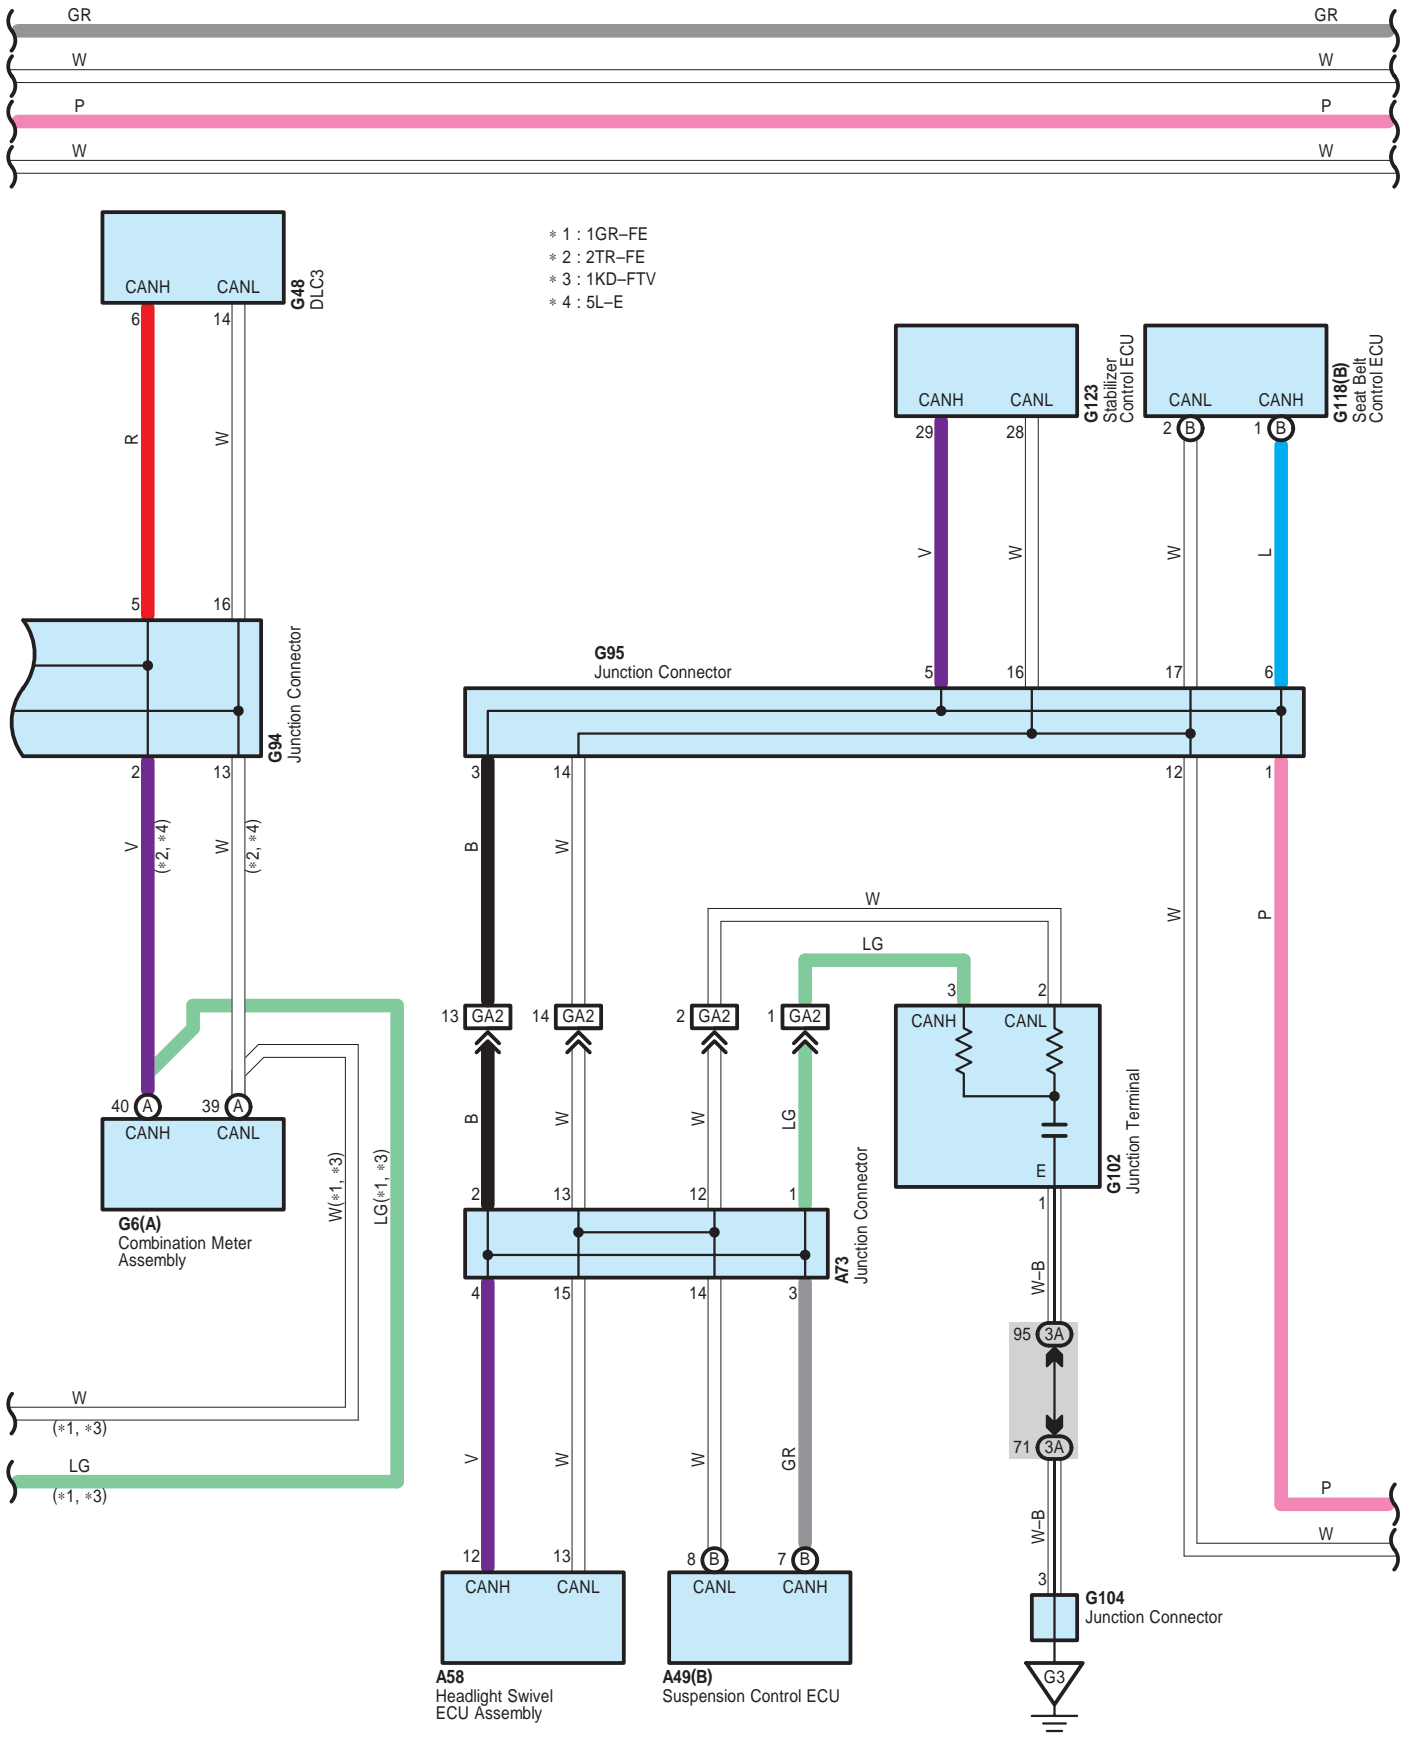 GR GR
W W
P P
W W
∗ 1 : 1GR–FE
∗ 2 : 2TR–FE
∗ 3 : 1KD–FTV
∗ 4 : 5L–E
CANH CANL
G48
DLC3
6 14
R W
5 16
G94
Junction Connector
2 13
V (∗2, ∗4) W (∗2, ∗4)
40 A 39 A
CANH CANL
G6(A)
Combination Meter
Assembly
W(∗1, ∗3)
LG(∗1, ∗3)
W
(∗1, ∗3)
LG
(∗1, ∗3)
CANH CANL
G123
Stabilizer
Control ECU
29 28
V W
CANL CANH
G118(B)
Seat Belt
Control ECU
2 B 1 B
W L
G95
Junction Connector
5 16 17 6
3 14 12 1
B W W P
W
LG
13 GA2 14 GA2 2 GA2 1 GA2
B W W LG
3 2
CANH CANL
E
G102
Junction Terminal
1
W–B
95 3A
71 3A
W–B
3
G104
Junction Connector
G3
2 13 12 1
A73
Junction Connector
4 15 14 3
V W W GR
12 13 8 B 7 B
CANH CANL
A58
Headlight Swivel
ECU Assembly
CANL CANH
A49(B)
Suspension Control ECU
P
W